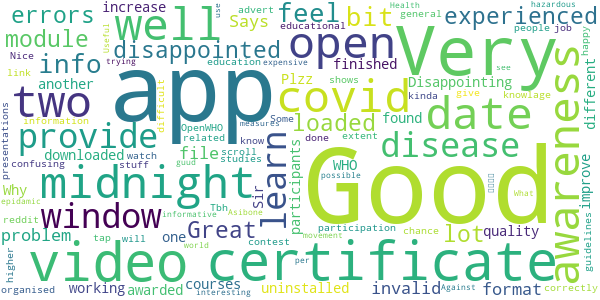 errors increase advert feel bit experienced
Says use educational Health general hazardous
module well disappointed open Very people job
Nice info education expensive Useful
another finished Disappointing happy
link trying shows see
two app covid date different
information difficult Plzz kinda give knowlage
presentations provide OpenWHO loaded awareness
downloaded related Some measures found done extent
file scroll know disease
confusing watch studies participants WHO
Why stuff possible improve
midnight learn Good
epidamic Tbh guud Sir What
reddit informative Asibone
window Great lot quality guidelines
problem one participation chance
tap will contest world movement
higher video certificate
working awarded courses invalid format
organised uninstalled interesting per Against correctly